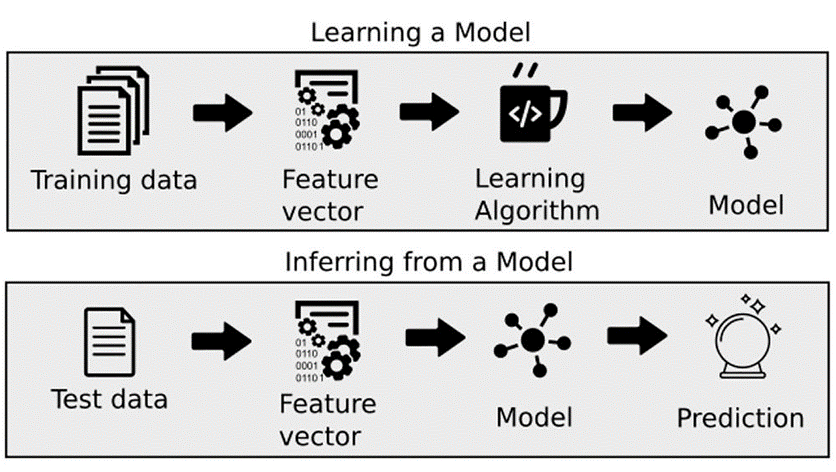 Learning a Model
01
0110
0001
01101
</>
Training data
Feature
vector
Learning
Algorithm
Model
Inferring from a Model
01
0110
0001
01101
Test data
Feature
vector
Model
Prediction